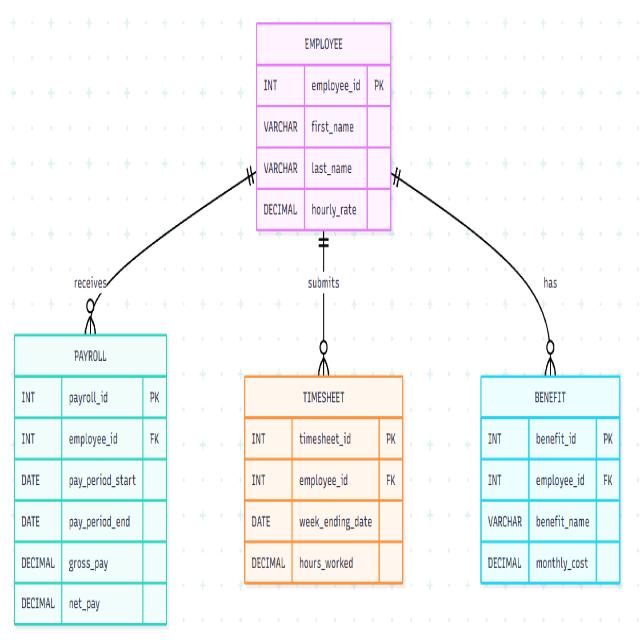 EMPLOYEE
INT employee_id PK
VARCHAR first_name
VARCHAR last_name
DECIMAL hourly_rate
receives
submits
has
PAYROLL
INT payroll_id PK
INT employee_id FK
DATE pay_period_start
DATE pay_period_end
DECIMAL gross_pay
DECIMAL net_pay
TIMESHEET
INT timesheet_id PK
INT employee_id FK
DATE week_ending_date
DECIMAL hours_worked
BENEFIT
INT benefit_id PK
INT employee_id FK
VARCHAR benefit_name
DECIMAL monthly_cost